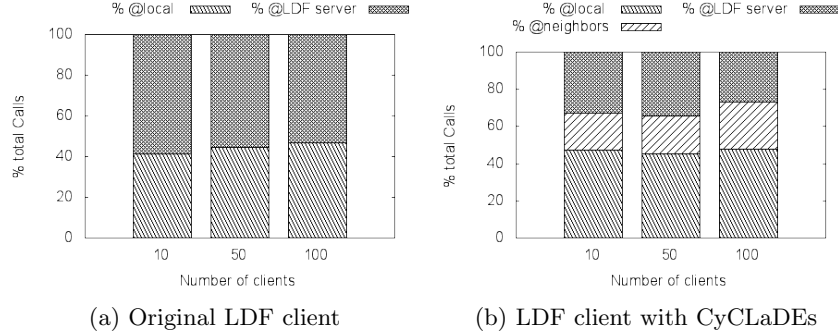 % @local % @LDF server
100
80
60
40
20
0
% total Calls
10 50 100
Number of clients
(a) Original LDF client
% @local % @LDF server
% @neighbors
100
80
60
40
20
0
% total Calls
10 50 100
Number of clients
(b) LDF client with CyCLaDEs